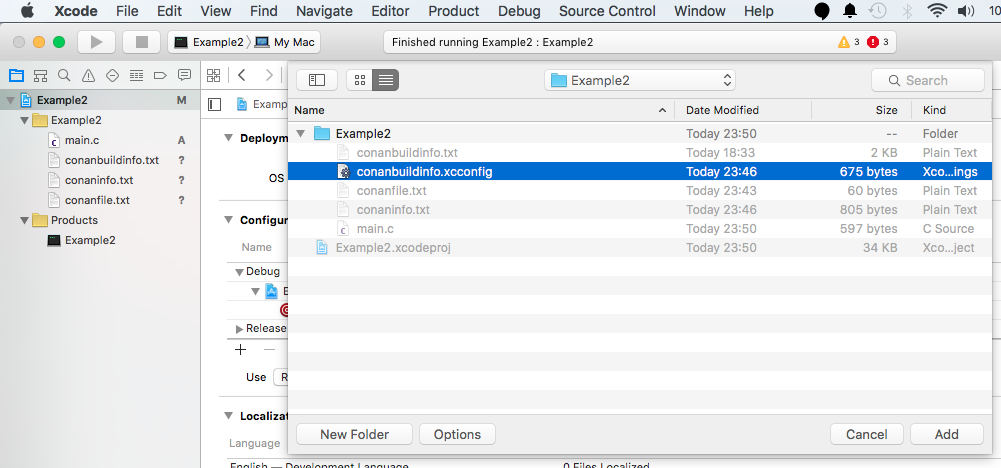 Xcode File Edit View Find Navigate Editor Product Debug Source Control Window Help 10
Example2 My Mac Finished running Example2 : Example2 3 3
Example2 M
Example2
main.c A
conanbuildinfo.txt ?
conaninfo.txt ?
conanfile.txt ?
Products
Example2
Examp
Deploym
OS
Configur
Name
Debug
E
Release
+ −
Use R
Localizat
Language
English — Development Language 0 Files Localized
Example2 Search
Name Date Modified Size Kind
Example2 Today 23:50 -- Folder
conanbuildinfo.txt Today 18:33 2 KB Plain Text
conanbuildinfo.xcconfig Today 23:46 675 bytes Xco...ings
conanfile.txt Today 23:43 60 bytes Plain Text
conaninfo.txt Today 23:46 805 bytes Plain Text
main.c Today 23:50 597 bytes C Source
Example2.xcodeproj Today 23:50 34 KB Xco...ject
New Folder Options Cancel Add